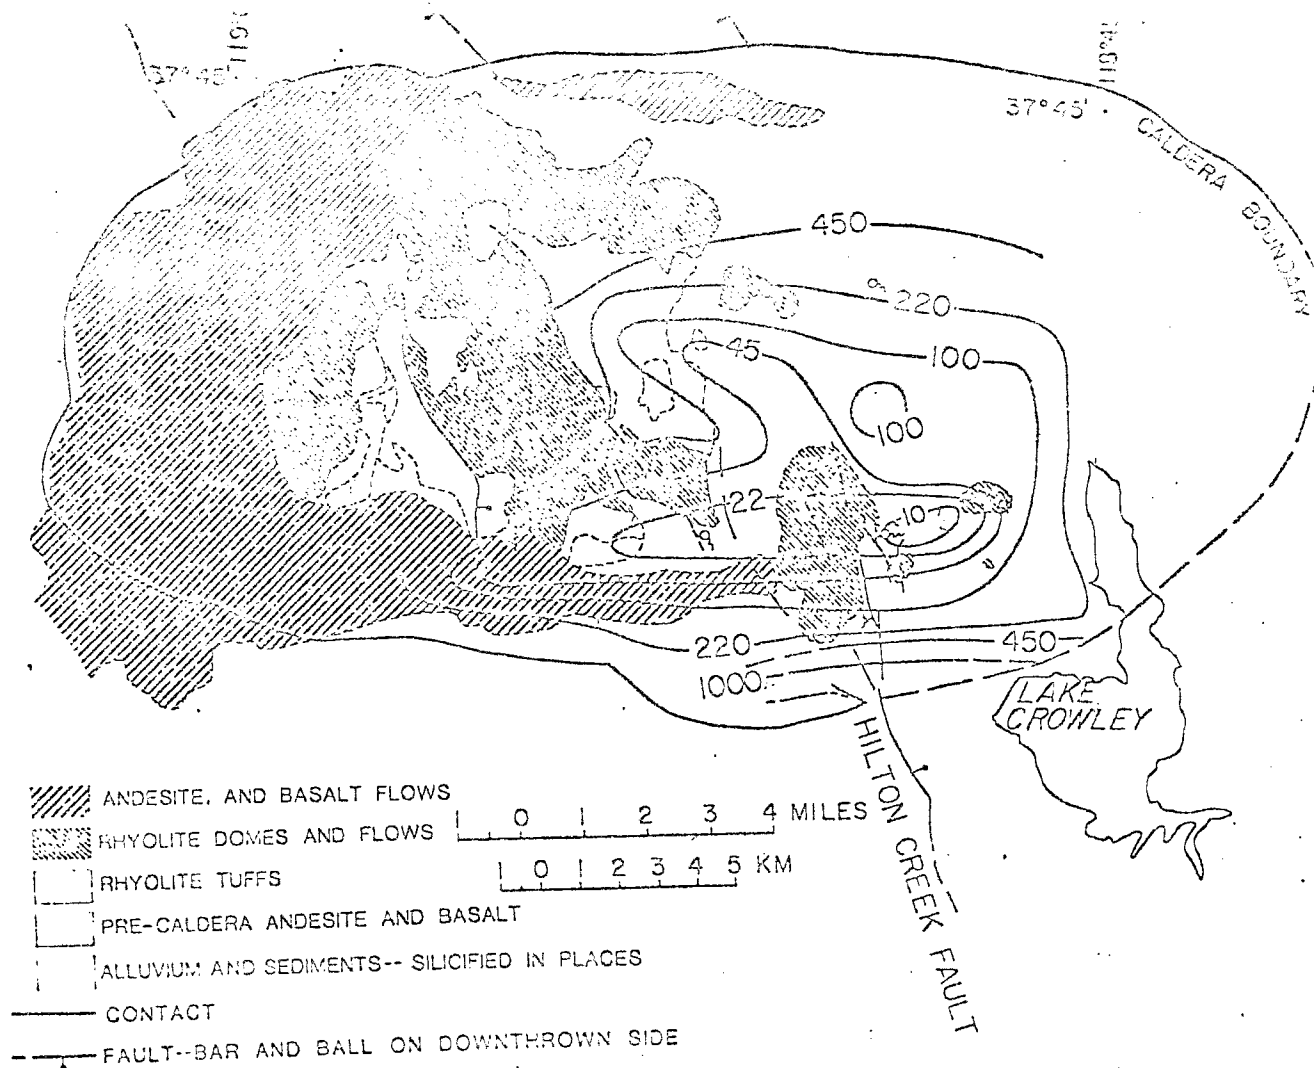 37°45'
37°45'
CALDERA BOUNDARY
450
220
100
45
100
22
10
220
450
1000
LAKE
CROWLEY
HILTON CREEK FAULT
ANDESITE, AND BASALT FLOWS
RHYOLITE DOMES AND FLOWS
RHYOLITE TUFFS
PRE-CALDERA ANDESITE AND BASALT
ALLUVIUM AND SEDIMENTS-- SILICIFIED IN PLACES
CONTACT
FAULT--BAR AND BALL ON DOWNTHROWN SIDE
1 0 1 2 3 4 MILES
1 0 1 2 3 4 5 KM